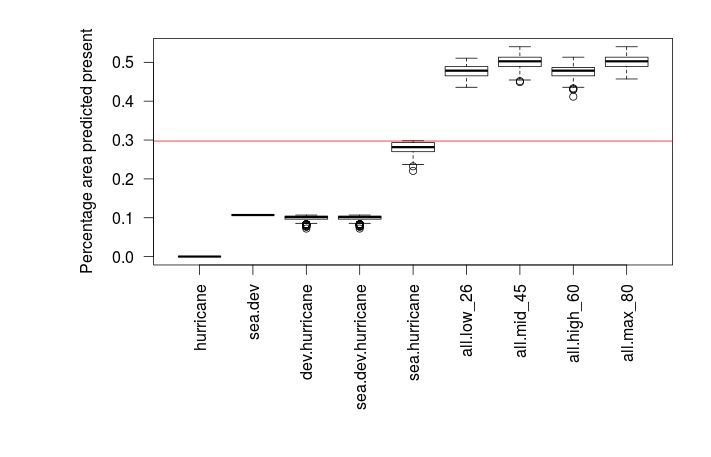 Percentage area predicted present
0.5
0.4
0.3
0.2
0.1
0.0
hurricane
sea.dev
dev.hurricane
sea.dev.hurricane
sea.hurricane
all.low_26
all.mid_45
all.high_60
all.max_80